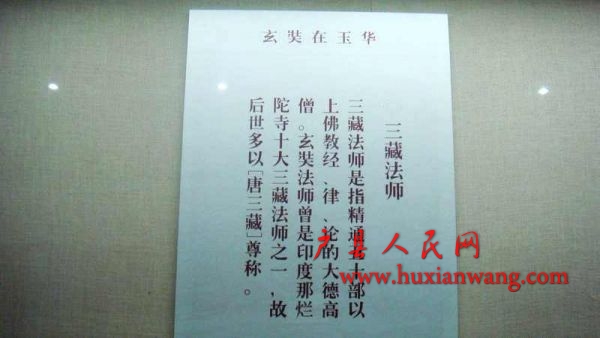 玄奘在玉华
三藏法师
三藏法师是指精通五十部以
上佛教经、律、论的大德高
僧。玄奘法师曾是印度那烂
陀寺十大三藏法师之一，故
后世多以[唐三藏]尊称。
户县人民网
www.huxianwang.com